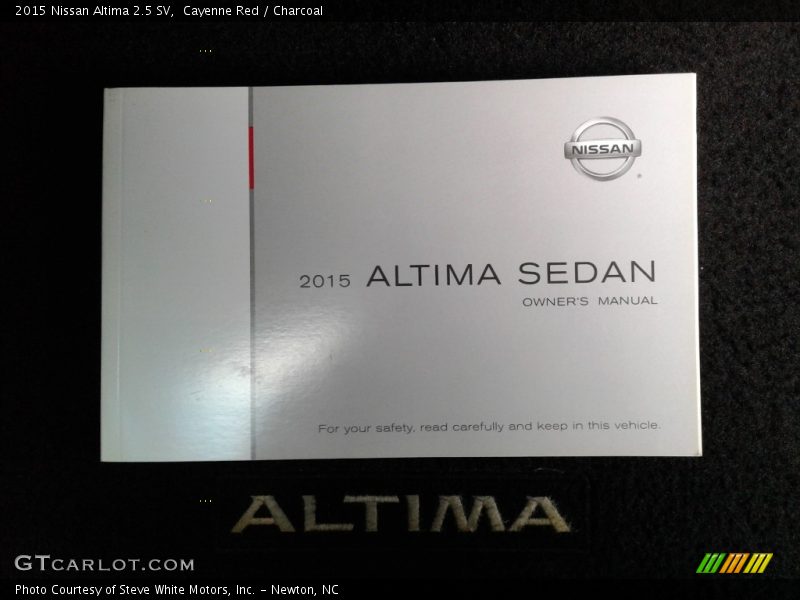 2015 Nissan Altima 2.5 SV,  Cayenne Red / Charcoal
NISSAN
2015 ALTIMA SEDAN
OWNER'S MANUAL
For your safety, read carefully and keep in this vehicle.
ALTIMA
GTCARLOT.COM
Photo Courtesy of Steve White Motors, Inc. – Newton, NC